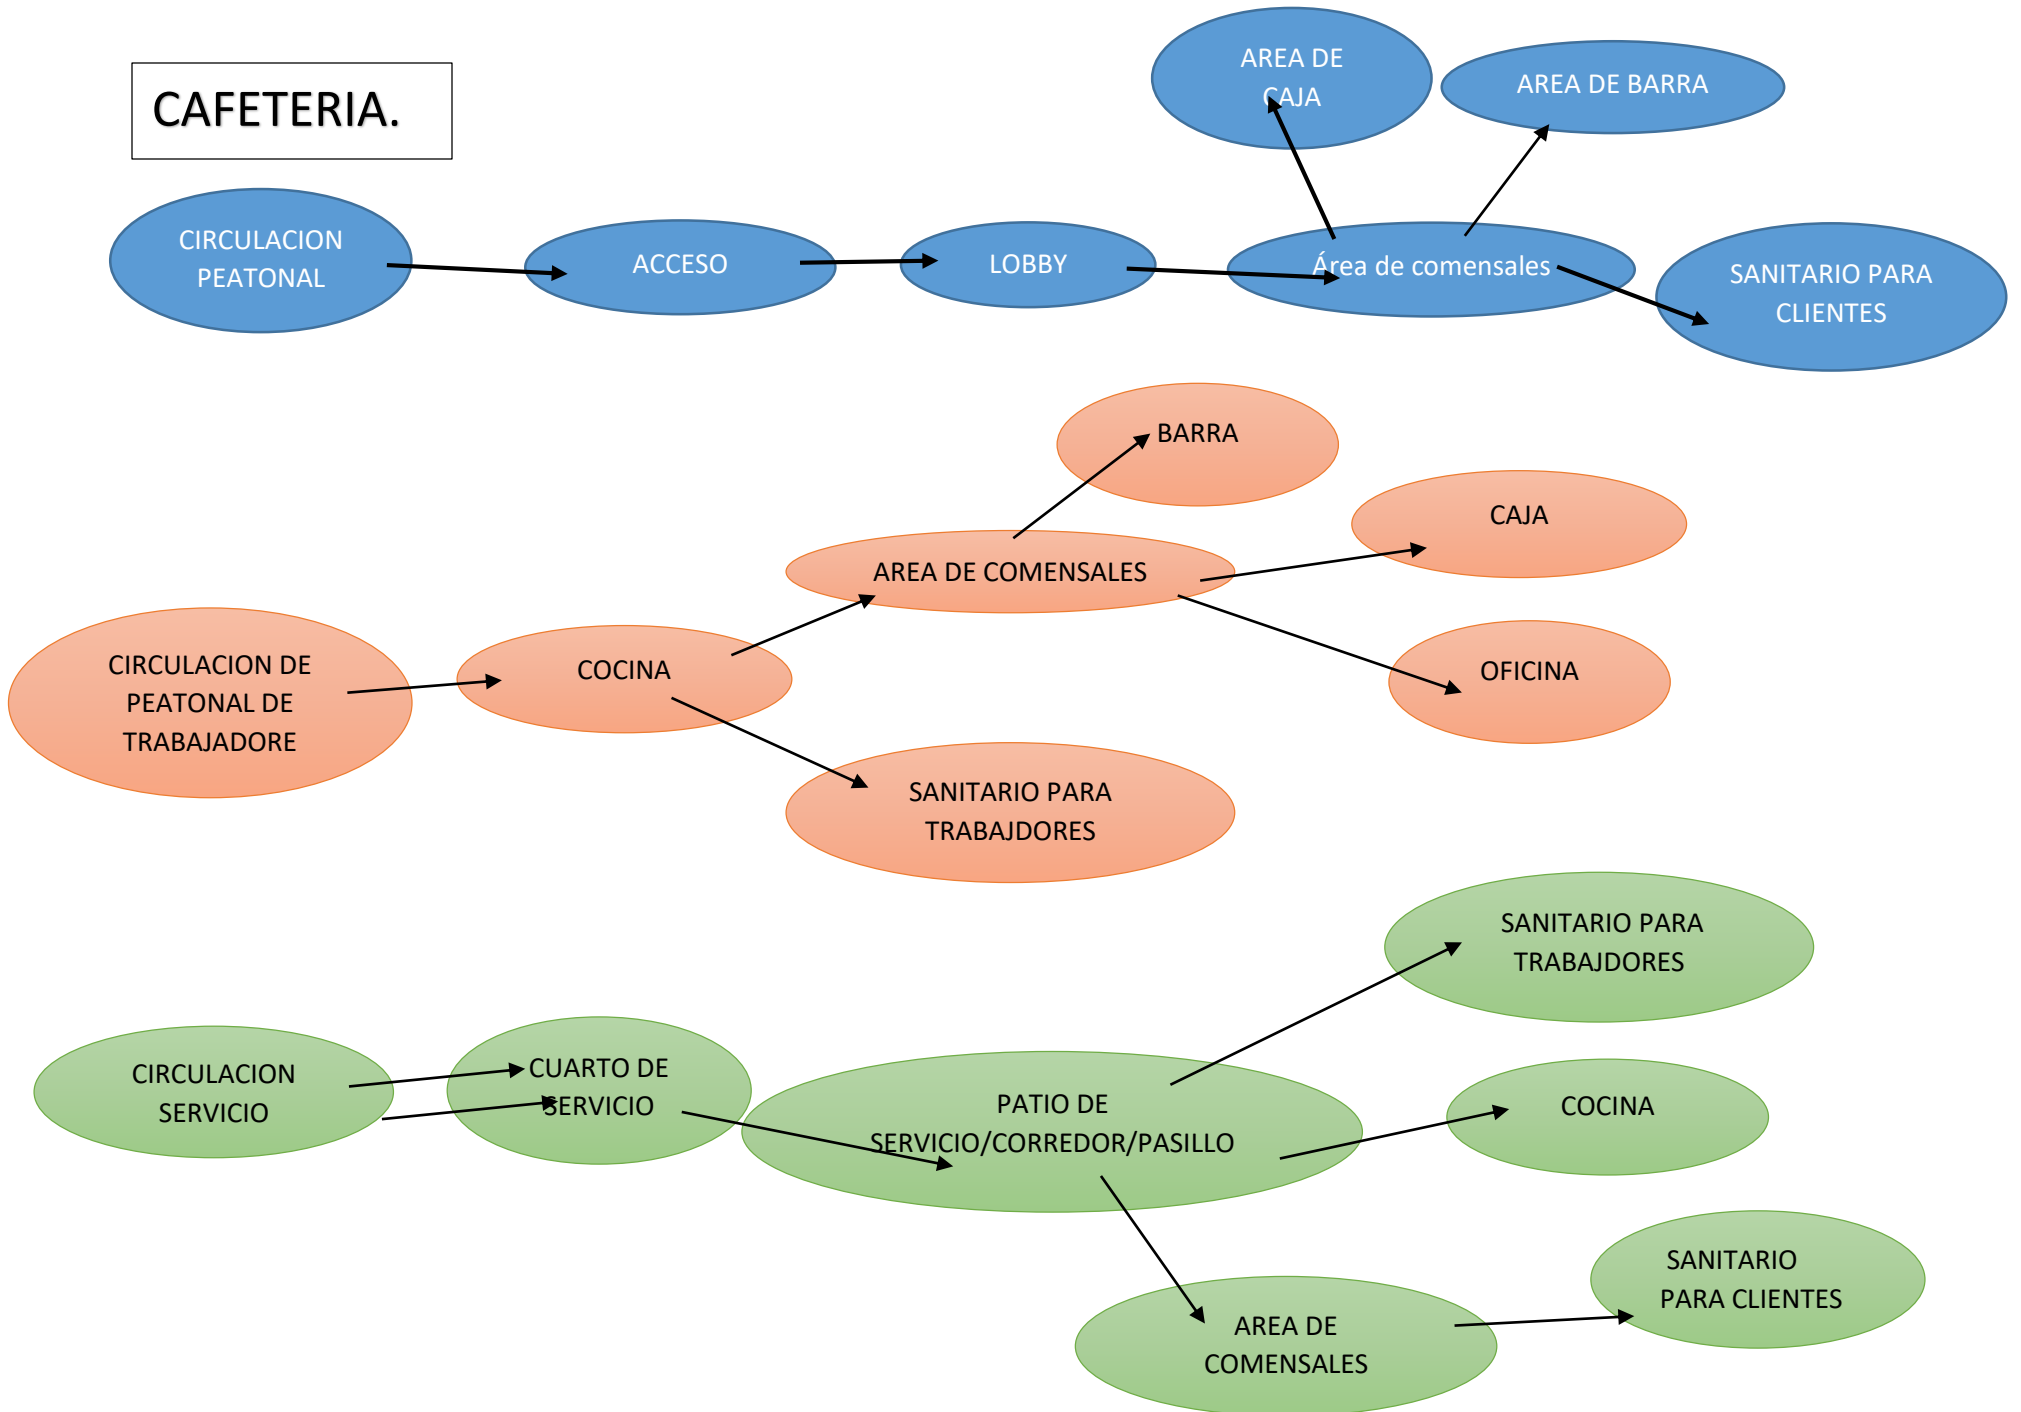 CAFETERIA.
AREA DE
CAJA
AREA DE BARRA
CIRCULACION
PEATONAL
ACCESO
LOBBY
Área de comensales
SANITARIO PARA
CLIENTES
BARRA
CAJA
AREA DE COMENSALES
CIRCULACION DE
PEATONAL DE
TRABAJADORE
COCINA
OFICINA
SANITARIO PARA
TRABAJDORES
SANITARIO PARA
TRABAJDORES
CIRCULACION
SERVICIO
CUARTO DE
SERVICIO
PATIO DE
SERVICIO/CORREDOR/PASILLO
COCINA
SANITARIO
PARA CLIENTES
AREA DE
COMENSALES